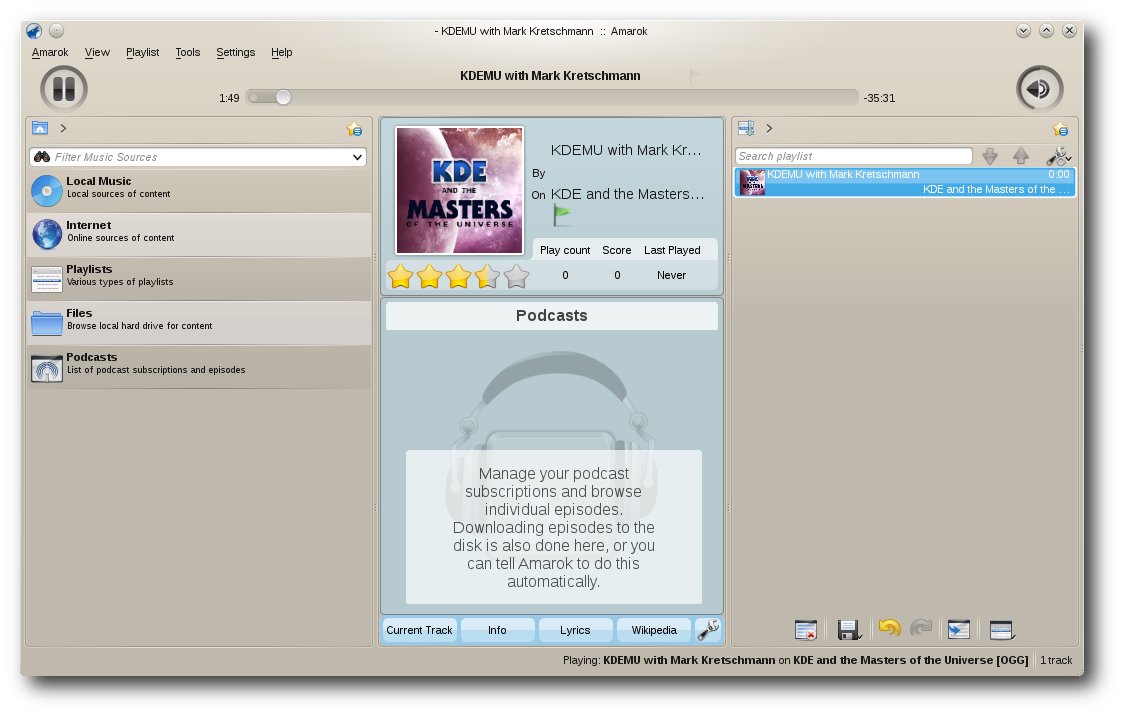 - KDEMU with Mark Kretschmann :: Amarok
Amarok View Playlist Tools Settings Help
KDEMU with Mark Kretschmann
1:49
-35:31
Filter Music Sources
Local Music
Local sources of content
Internet
Online sources of content
Playlists
Various types of playlists
Files
Browse local hard drive for content
Podcasts
List of podcast subscriptions and episodes
KDE
AND THE
MASTERS
OF THE UNIVERSE
KDEMU with Mark Kr...
By
On KDE and the Masters...
Play count Score Last Played
0 0 Never
Podcasts
Manage your podcast
subscriptions and browse
individual episodes.
Downloading episodes to the
disk is also done here, or you
can tell Amarok to do this
automatically.
Current Track Info Lyrics Wikipedia
Search playlist
KDE
MASTERS
KDEMU with Mark Kretschmann 0:00
KDE and the Masters of the ...
Playing: KDEMU with Mark Kretschmann on KDE and the Masters of the Universe [OGG] 1 track